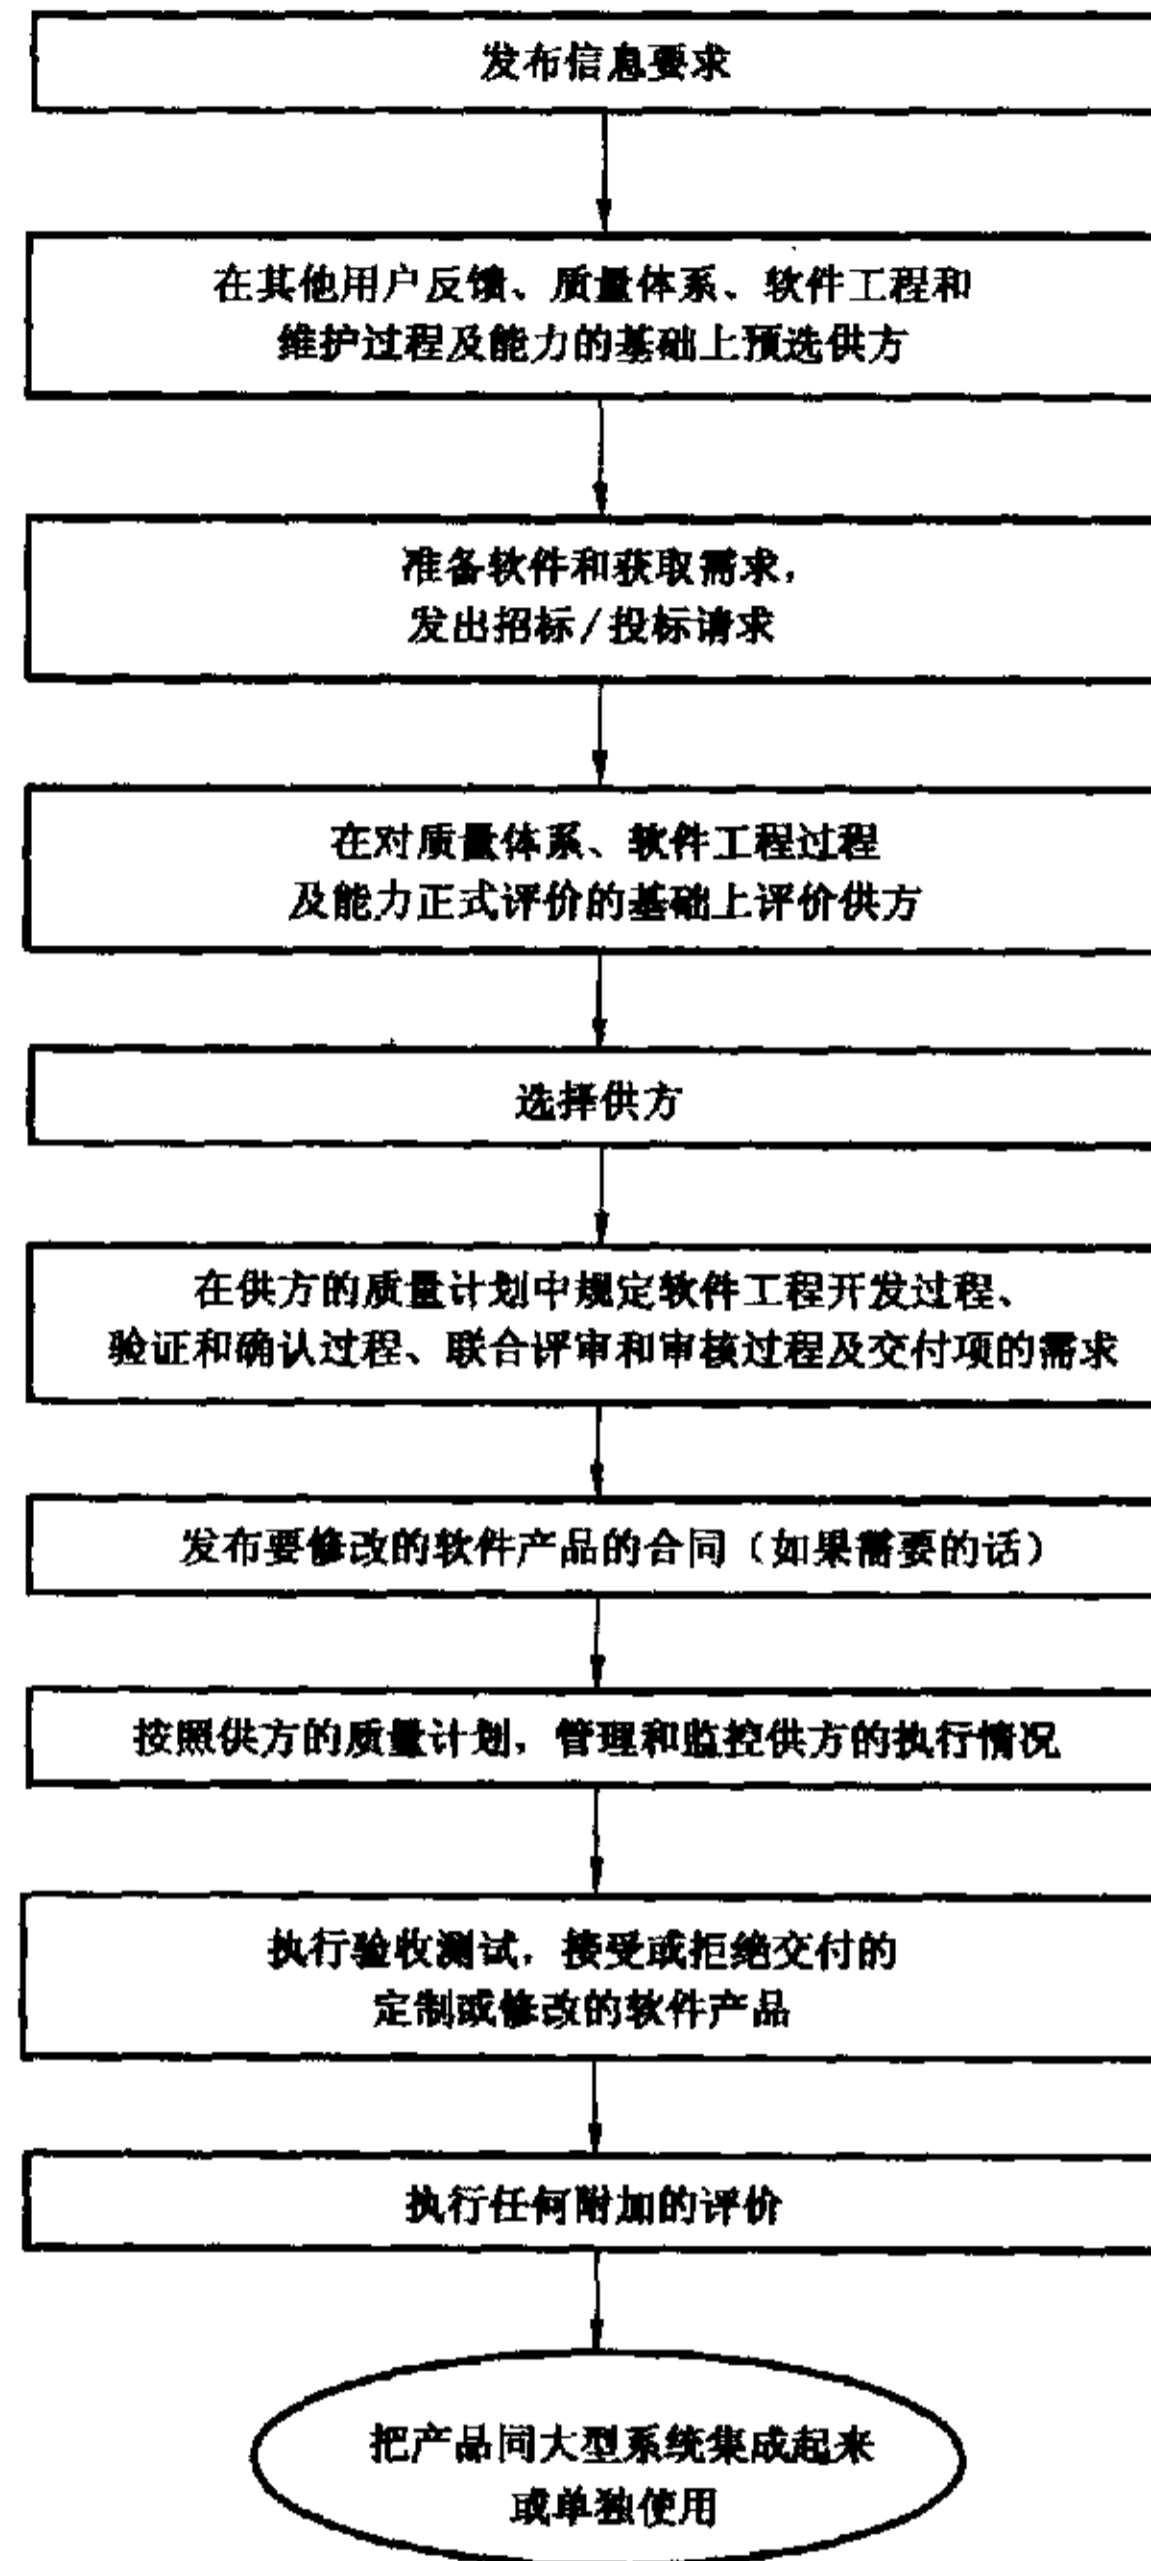 发布信息要求
在其他用户反馈、质量体系、软件工程和
维护过程及能力的基础上预选供方
准备软件和获取需求，
发出招标/投标请求
在对质量体系、软件工程过程
及能力正式评价的基础上评价供方
选择供方
在供方的质量计划中规定软件工程开发过程、
验证和确认过程、联合评审和审核过程及交付项的需求
发布要修改的软件产品的合同（如果需要的话）
按照供方的质量计划，管理和监控供方的执行情况
执行验收测试，接受或拒绝交付的
定制或修改的软件产品
执行任何附加的评价
把产品同大型系统集成起来
或单独使用